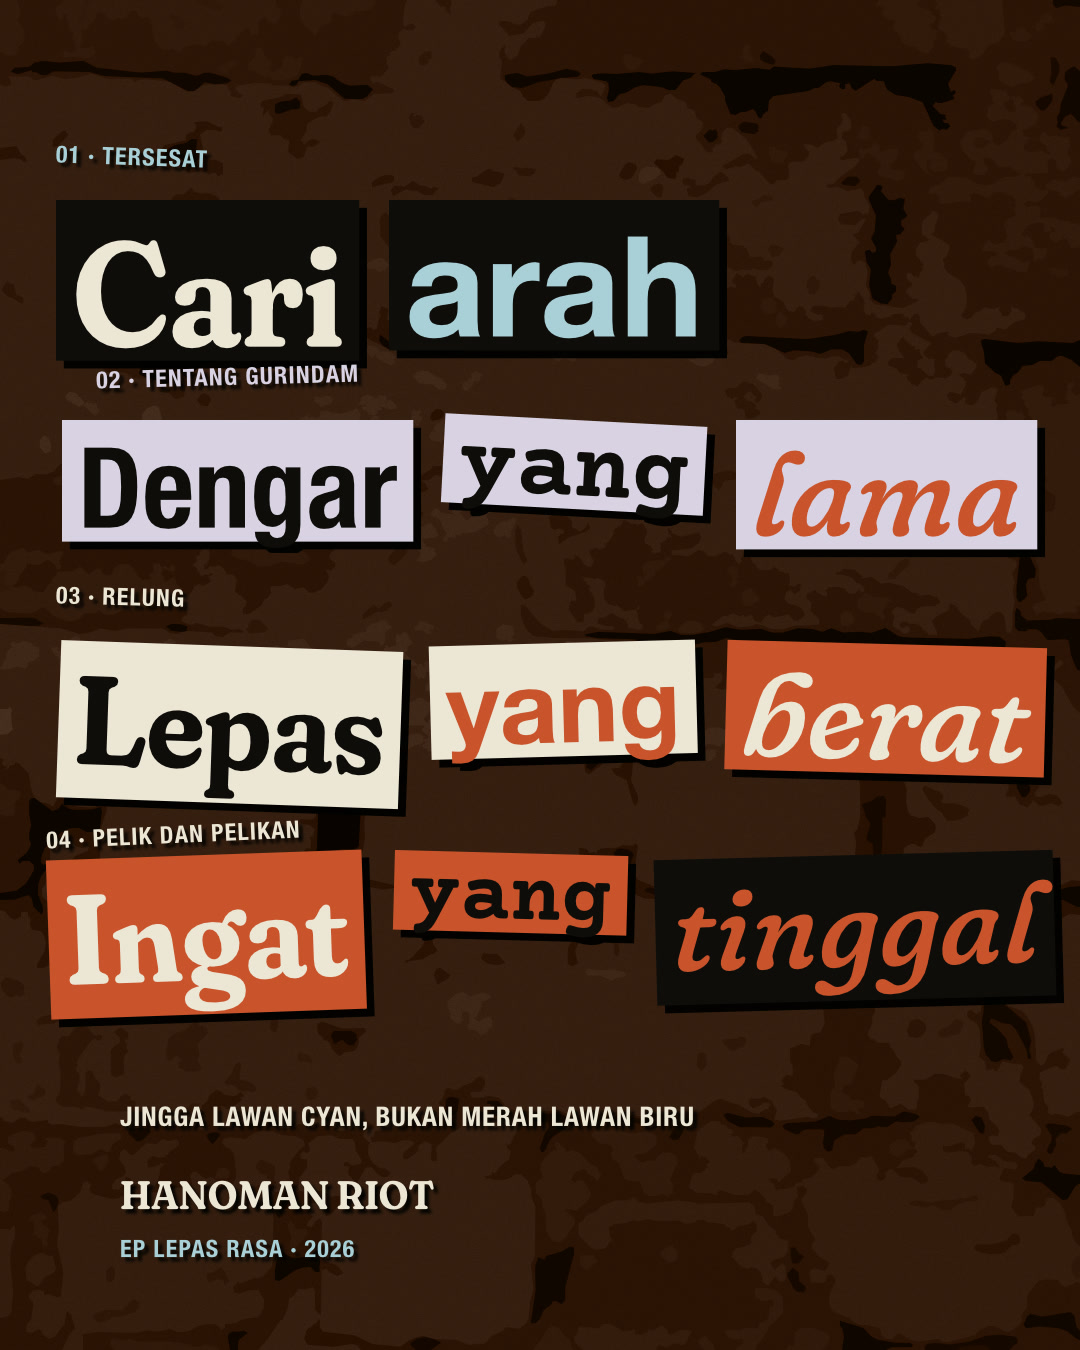 01 · TERSESAT
Cari arah
02 · TENTANG GURINDAM
Dengar yang lama
03 · RELUNG
Lepas yang berat
04 · PELIK DAN PELIKAN
Ingat yang tinggal
JINGGA LAWAN CYAN, BUKAN MERAH LAWAN BIRU
HANOMAN RIOT
EP LEPAS RASA · 2026